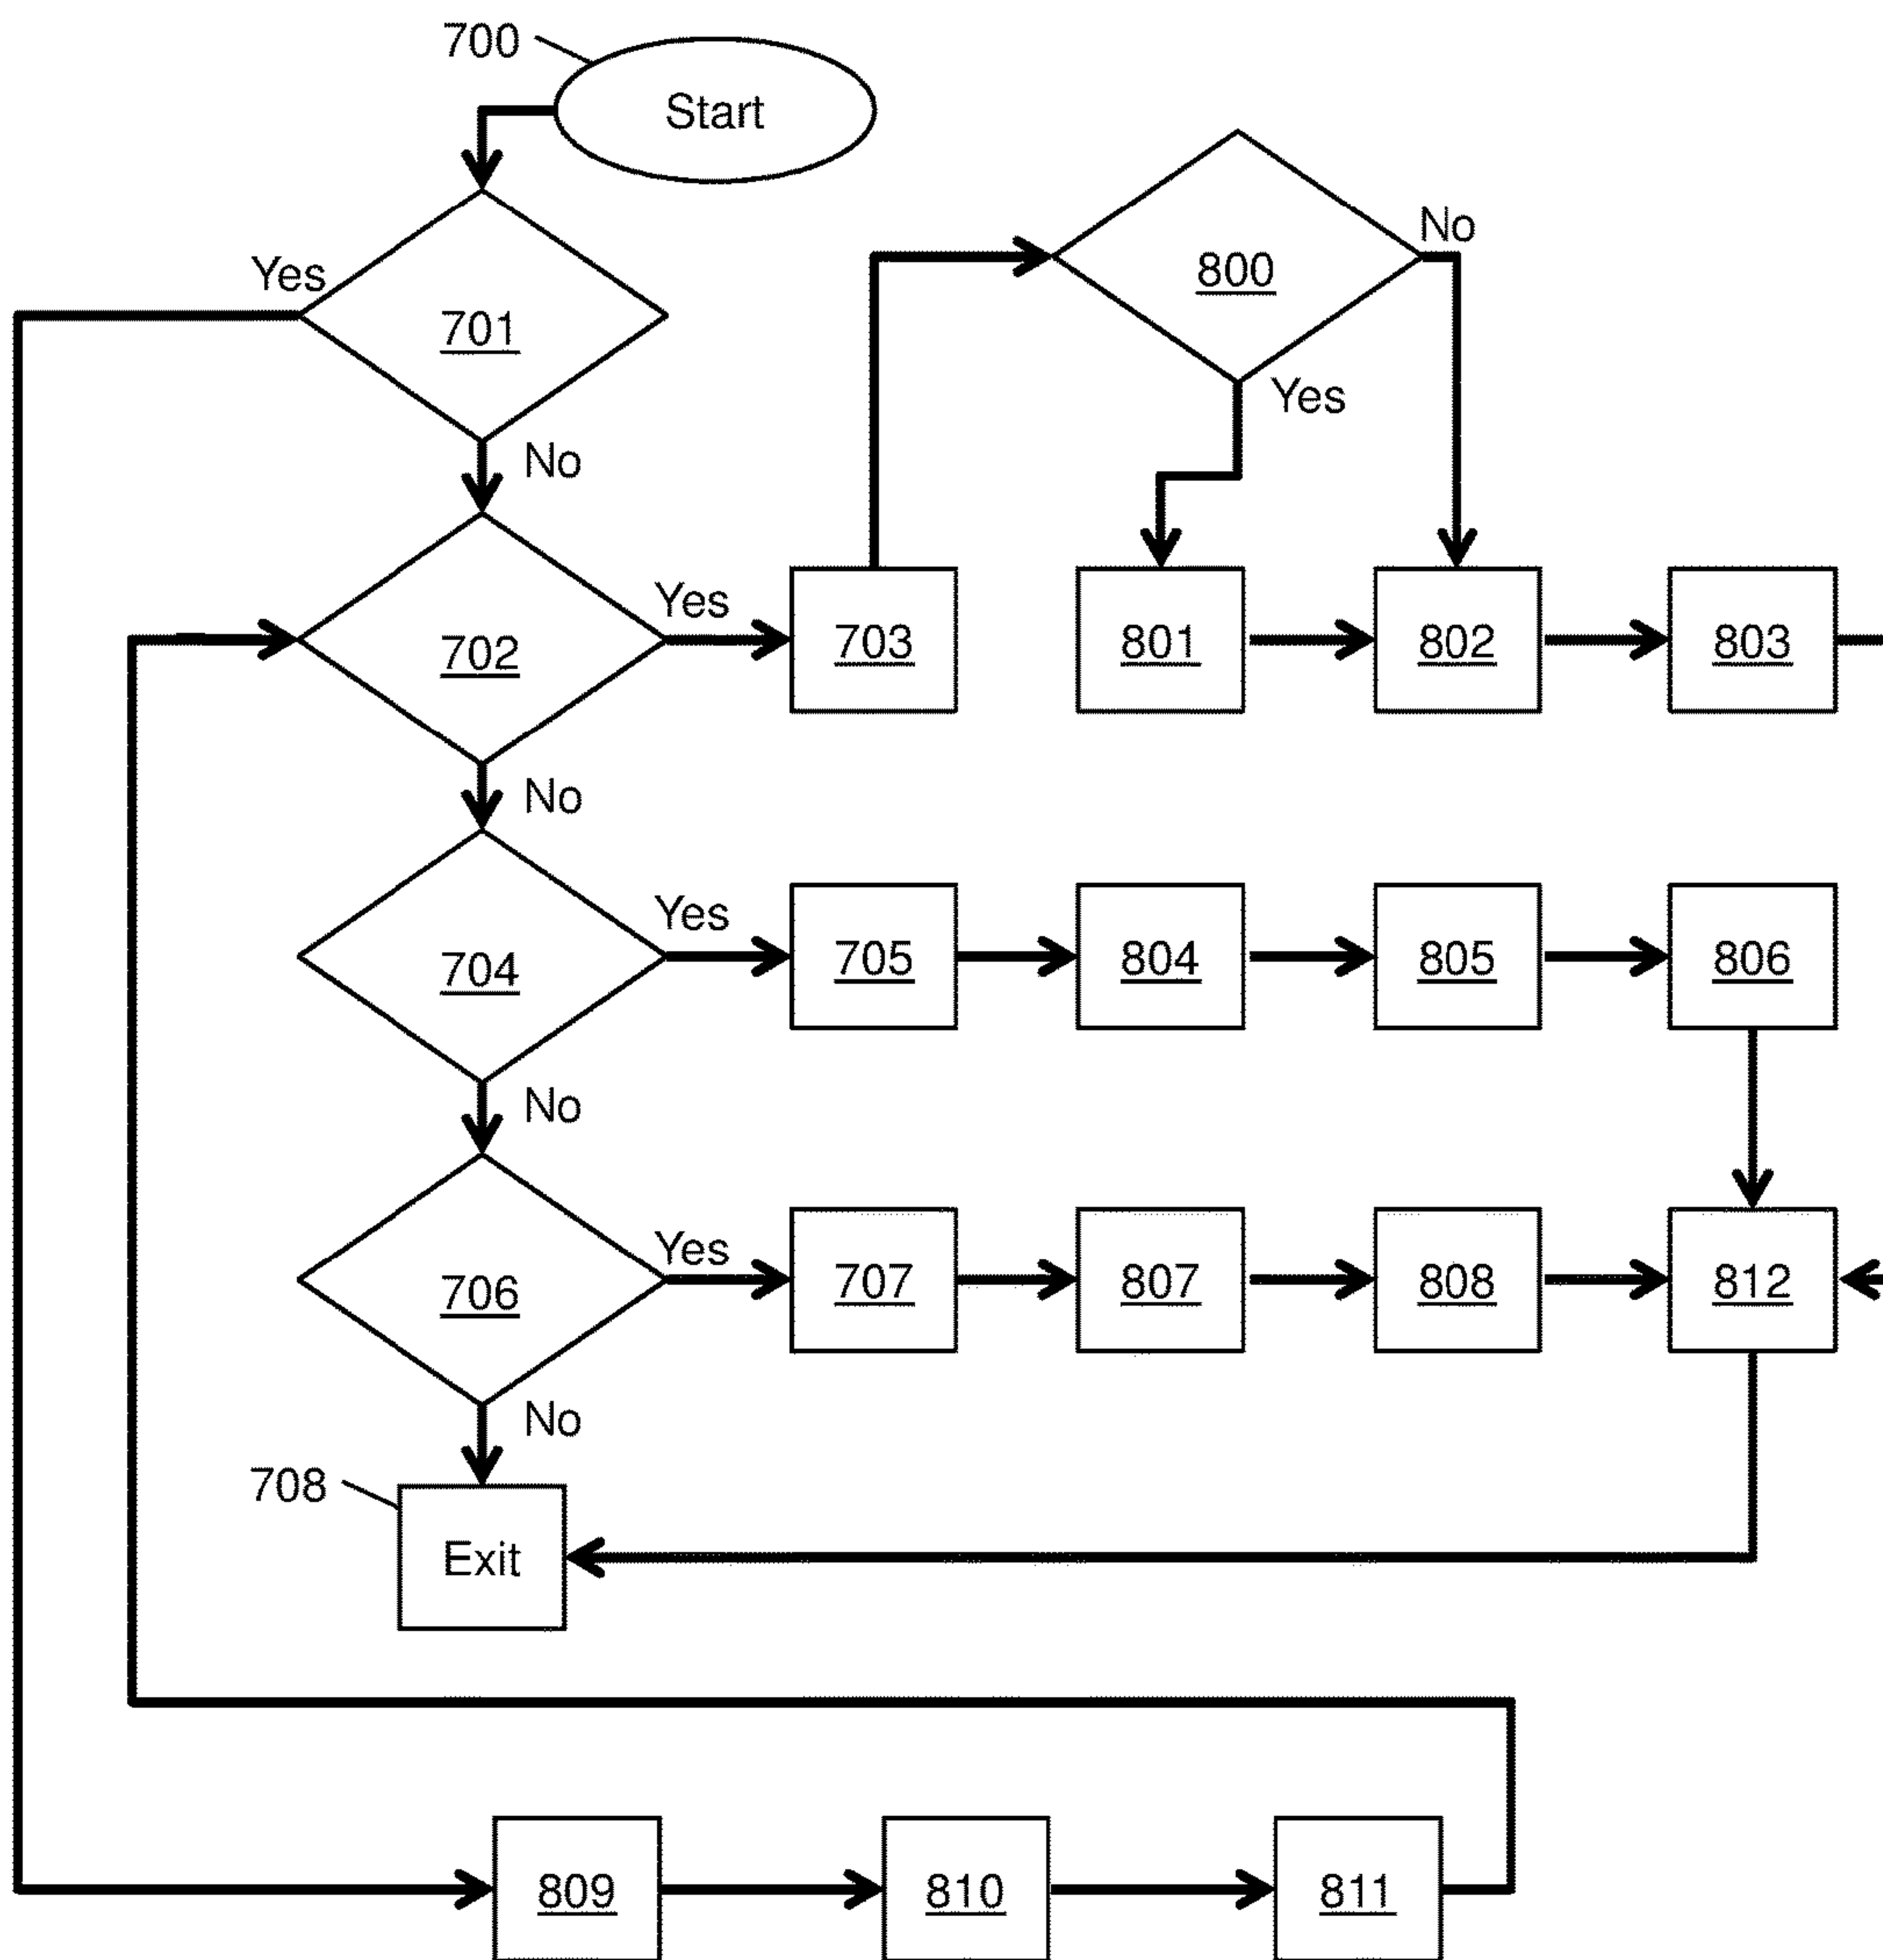 700
Start
Yes
701
No
800
No
Yes
702
Yes
703
801
802
803
No
704
Yes
705
804
805
806
No
706
Yes
707
807
808
812
No
708
Exit
809
810
811